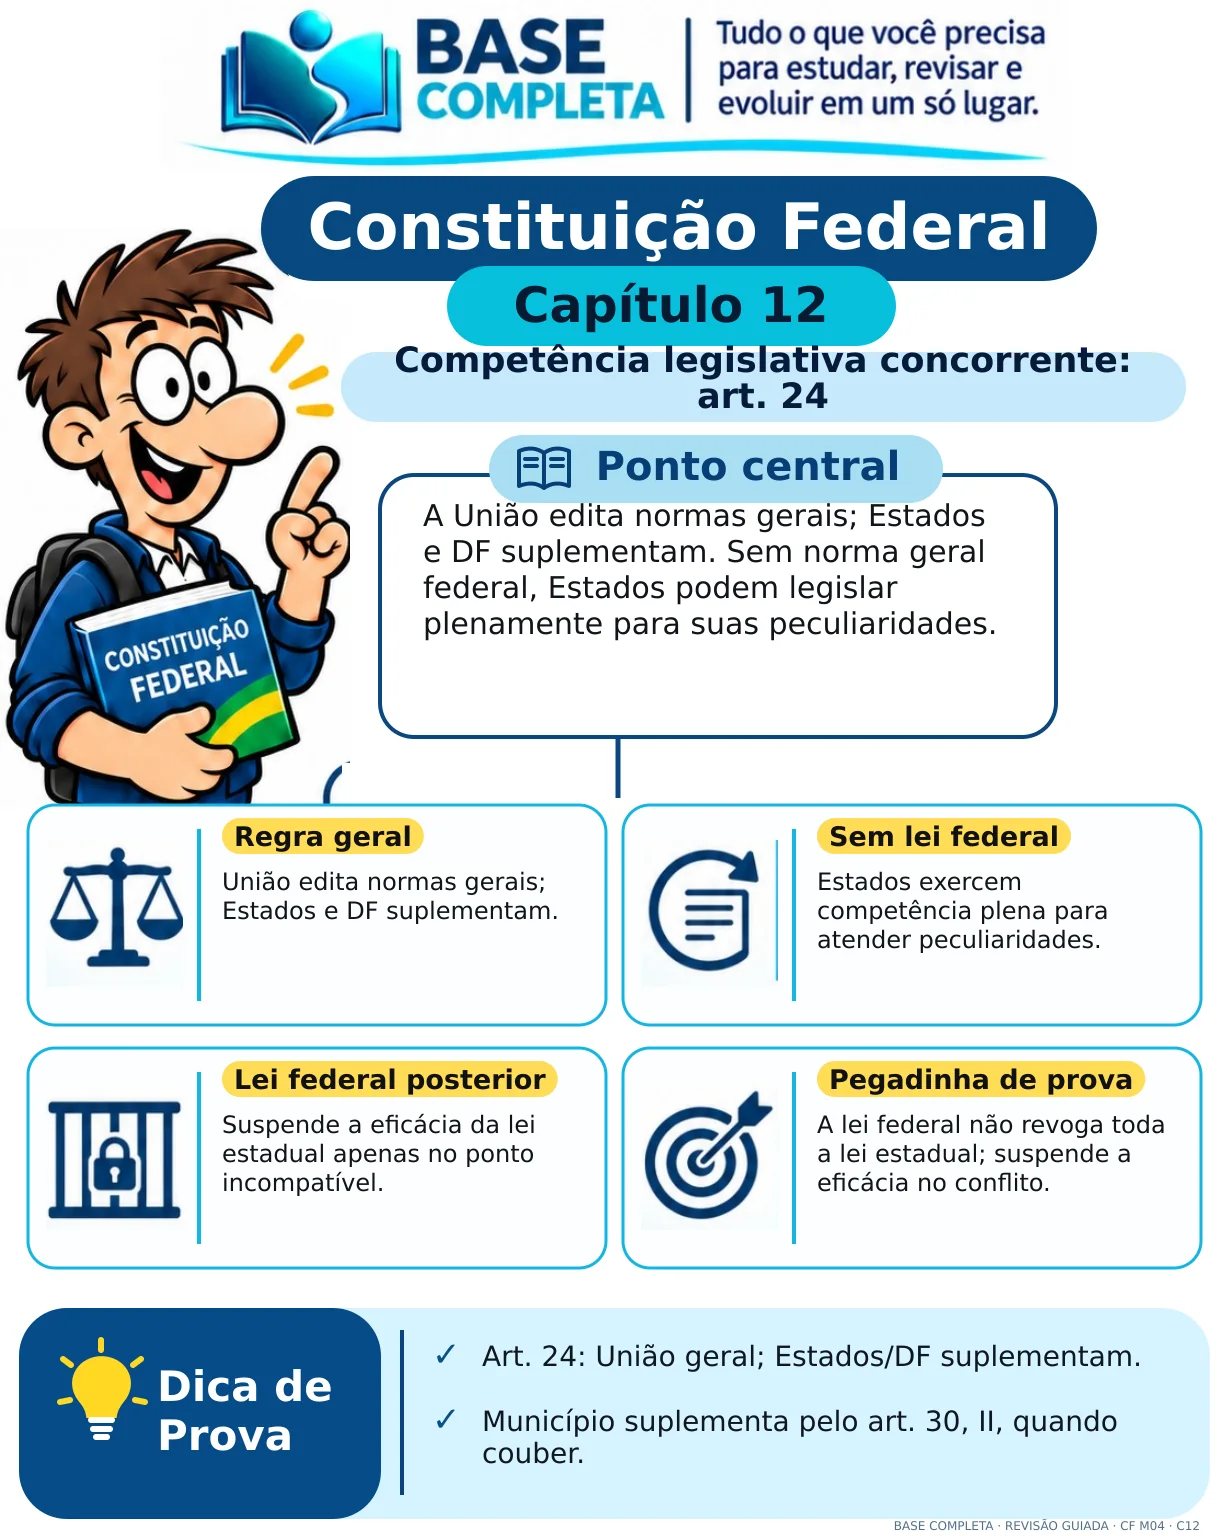 BASE
COMPLETA
Tudo o que você precisa
para estudar, revisar e
evoluir em um só lugar.
Constituição Federal
Capítulo 12
Competência legislativa concorrente:
art. 24
Ponto central
A União edita normas gerais; Estados
e DF suplementam. Sem norma geral
federal, Estados podem legislar
plenamente para suas peculiaridades.
CONSTITUIÇÃO
FEDERAL
Regra geral
União edita normas gerais;
Estados e DF suplementam.
Sem lei federal
Estados exercem
competência plena para
atender peculiaridades.
Lei federal posterior
Suspende a eficácia da lei
estadual apenas no ponto
incompatível.
Pegadinha de prova
A lei federal não revoga toda
a lei estadual; suspende a
eficácia no conflito.
Dica de
Prova
✓ Art. 24: União geral; Estados/DF suplementam.
✓ Município suplementa pelo art. 30, II, quando
couber.
BASE COMPLETA · REVISÃO GUIADA · CF M04 · C12